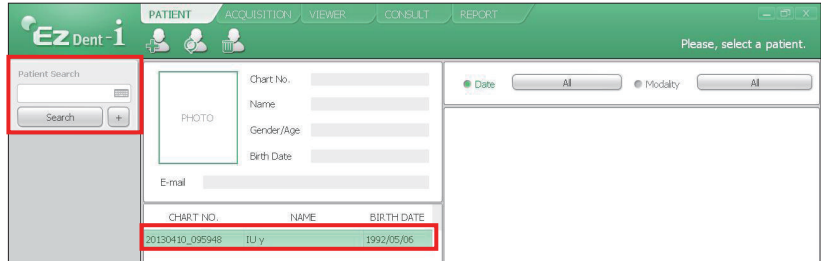 Ez Dent-i
PATIENT ACQUISITION VIEWER CONSULT REPORT
Please, select a patient.
Patient Search
Search +
PHOTO
Chart No.
Name
Gender/Age
Birth Date
E-mail
Date All Modality All
CHART NO. NAME BIRTH DATE
20130410_095948 IU y 1992/05/06